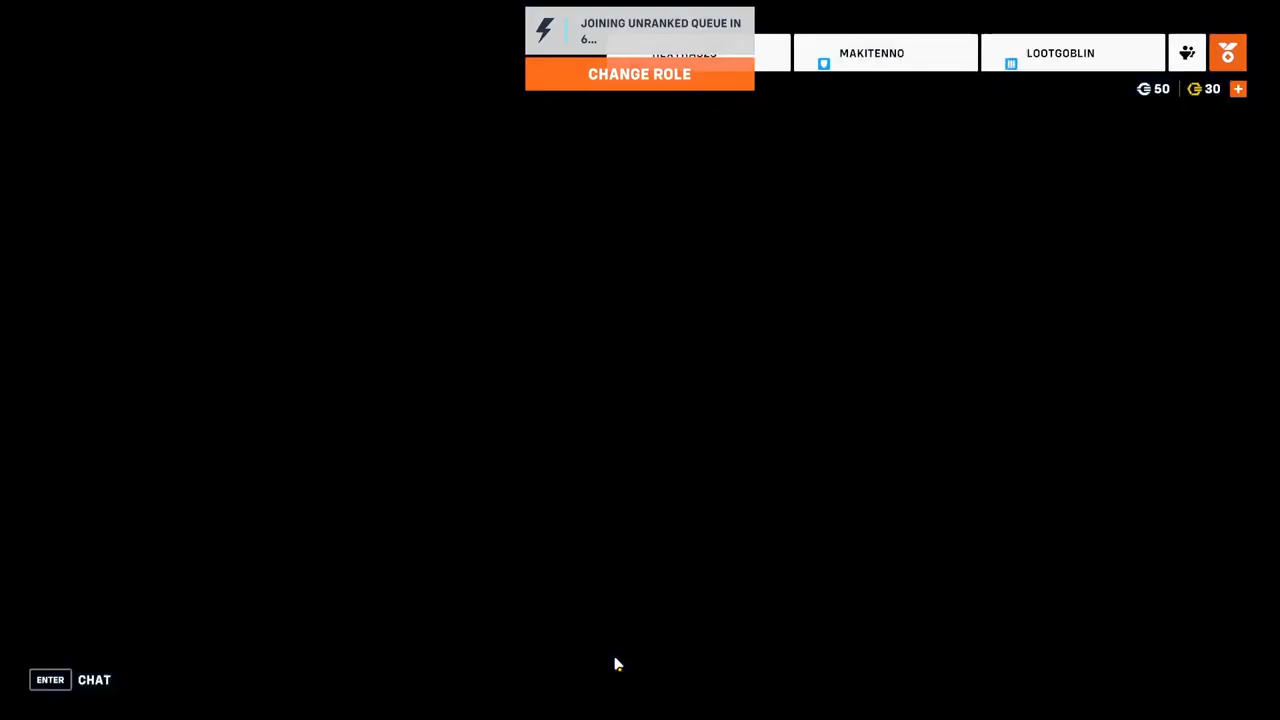 JOINING UNRANKED QUEUE IN
6...
CHANGE ROLE
MAKITENNO
LOOTGOBLIN
50
30
ENTER CHAT